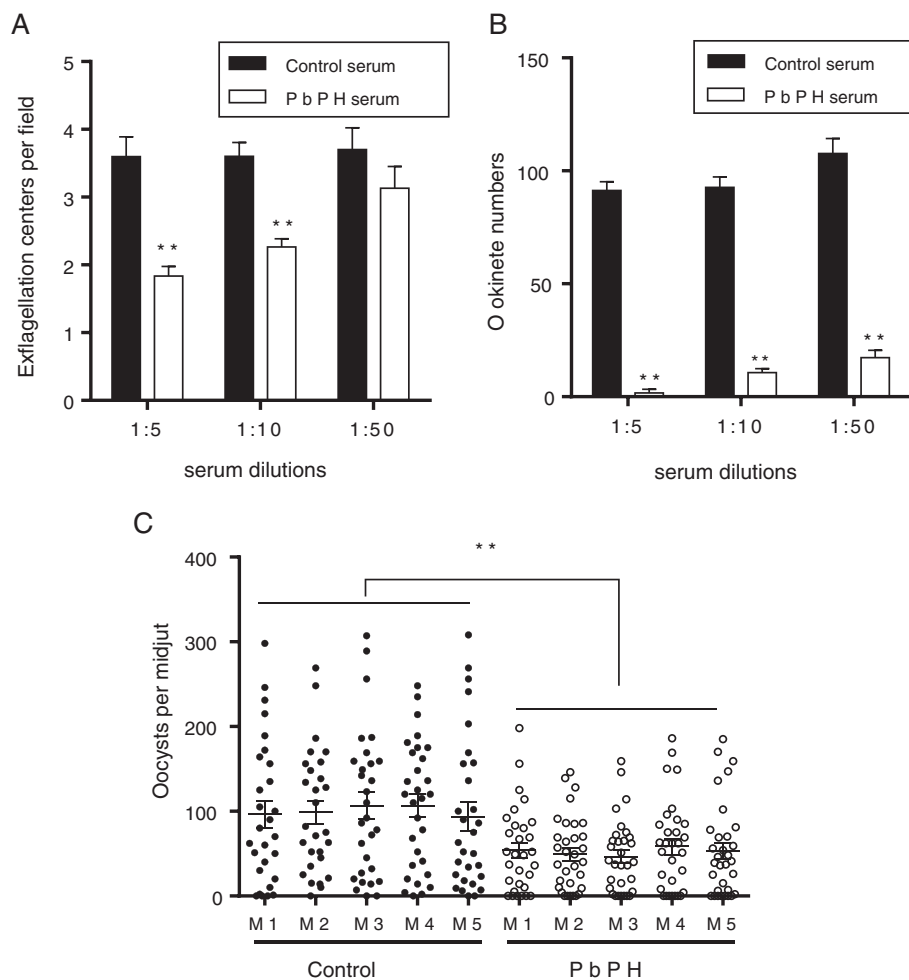 A
Control serum
P b P H serum
Exflagellation centers per field
5
4
3
2
1
0
* *
* *
1:5
1:10
1:50
serum dilutions
B
Control serum
P b P H serum
O okinete numbers
150
100
50
0
* *
* *
* *
1:5
1:10
1:50
serum dilutions
C
* *
Oocysts per midjut
400
300
200
100
0
M 1 M 2 M 3 M 4 M 5 M 1 M 2 M 3 M 4 M 5
Control P b P H